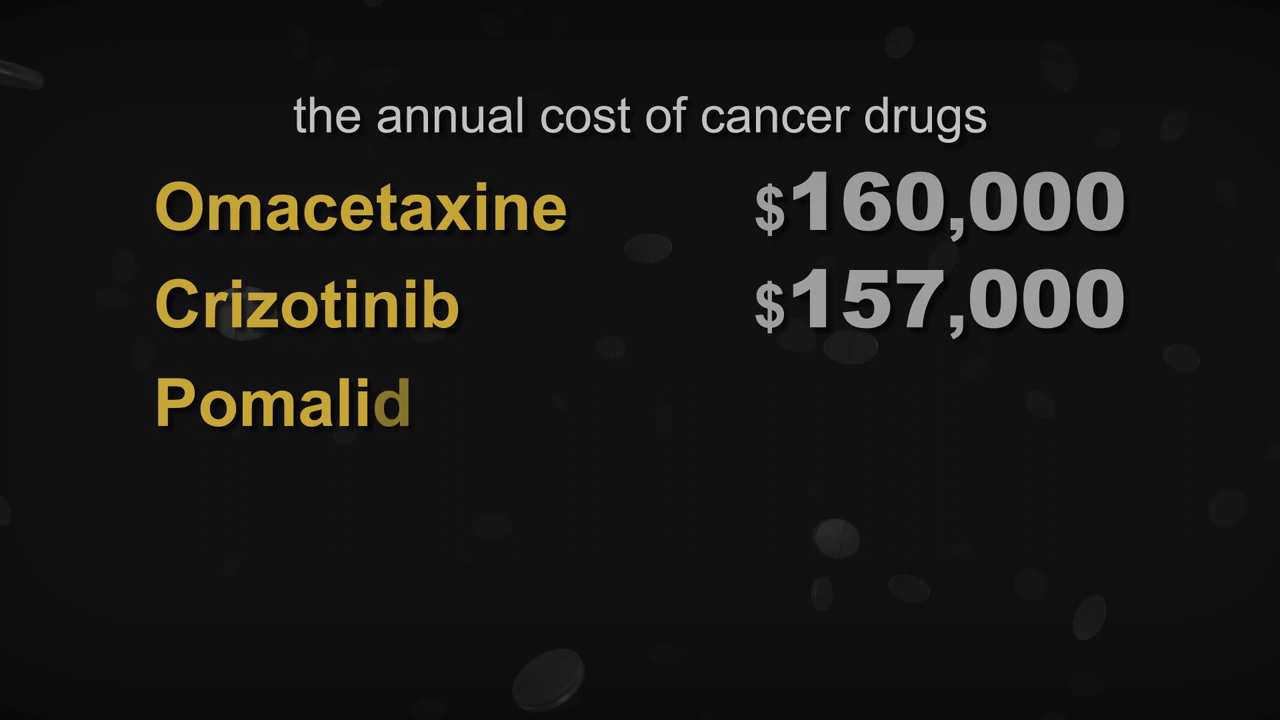 the annual cost of cancer drugs
Omacetaxine $160,000
Crizotinib $157,000
Pomalid